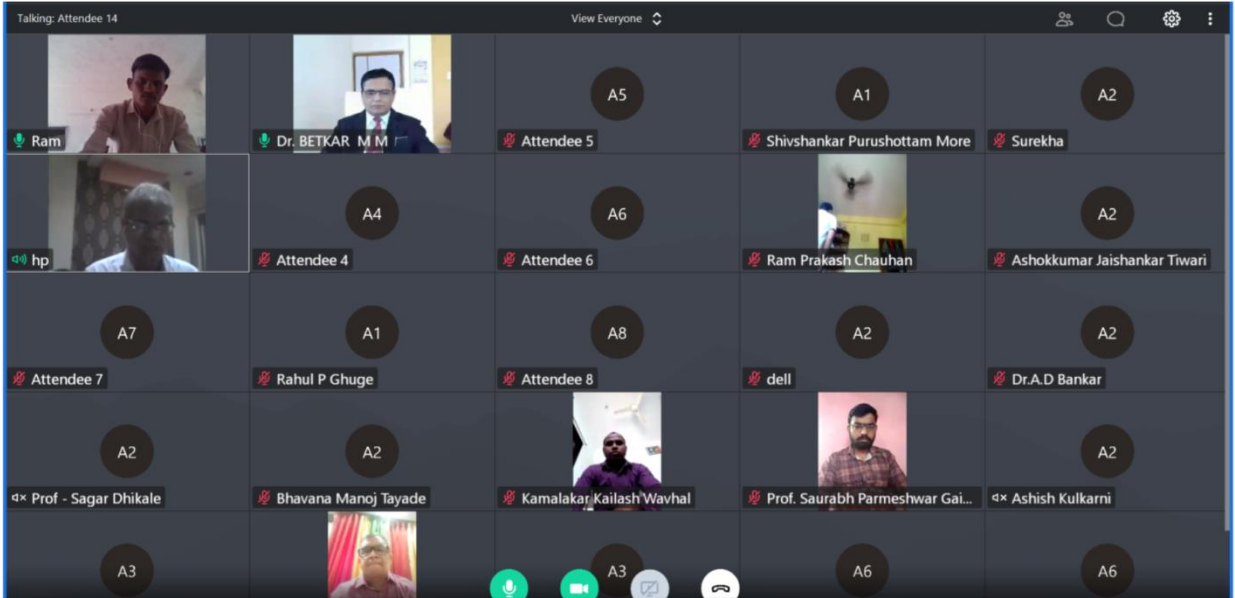 Talking: Attendee 14
View Everyone
Ram
Dr. BETKAR M M
A5
Attendee 5
A1
Shivshankar Purushottam More
A2
Surekha
hp
A4
Attendee 4
A6
Attendee 6
Ram Prakash Chauhan
A2
Ashokkumar Jaishankar Tiwari
A7
Attendee 7
A1
Rahul P Ghuge
A8
Attendee 8
A2
dell
A2
Dr.A.D Bankar
A2
Prof - Sagar Dhikale
A2
Bhavana Manoj Tayade
Kamalakar Kailash Wavhal
Prof. Saurabh Parmeshwar Gai...
A2
Ashish Kulkarni
A3
A3
A6
A6